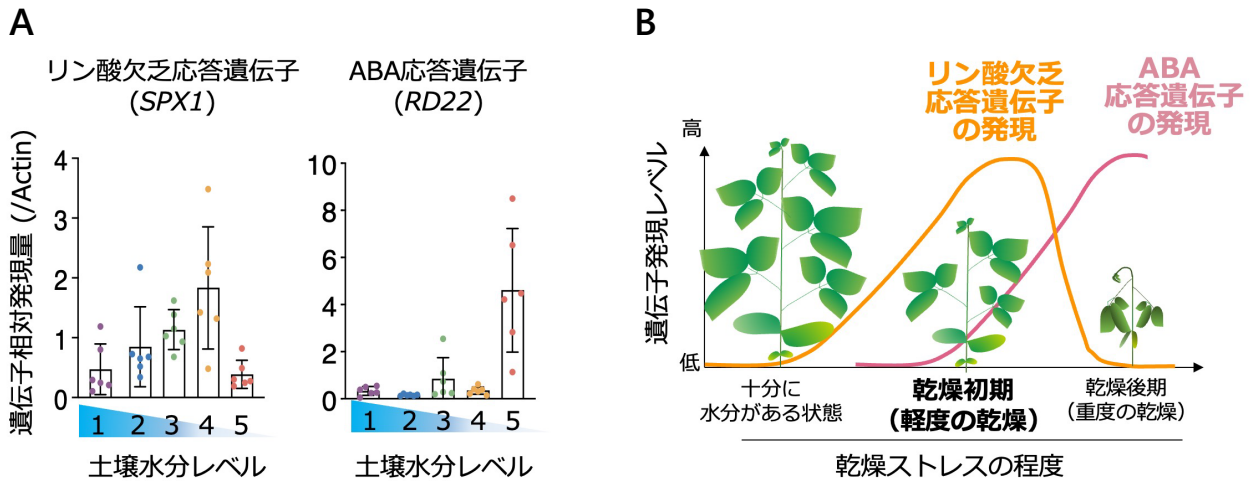 A
リン酸欠乏応答遺伝子
(SPX1)
遺伝子相対発現量 (/Actin)
4
3
2
1
0
1 2 3 4 5
土壌水分レベル
ABA応答遺伝子
(RD22)
10
8
6
4
2
0
1 2 3 4 5
土壌水分レベル
B
リン酸欠乏
応答遺伝子
の発現
ABA
応答遺伝子
の発現
遺伝子発現レベル
高
低
十分に
水分がある状態
乾燥初期
（軽度の乾燥）
乾燥後期
（重度の乾燥）
乾燥ストレスの程度